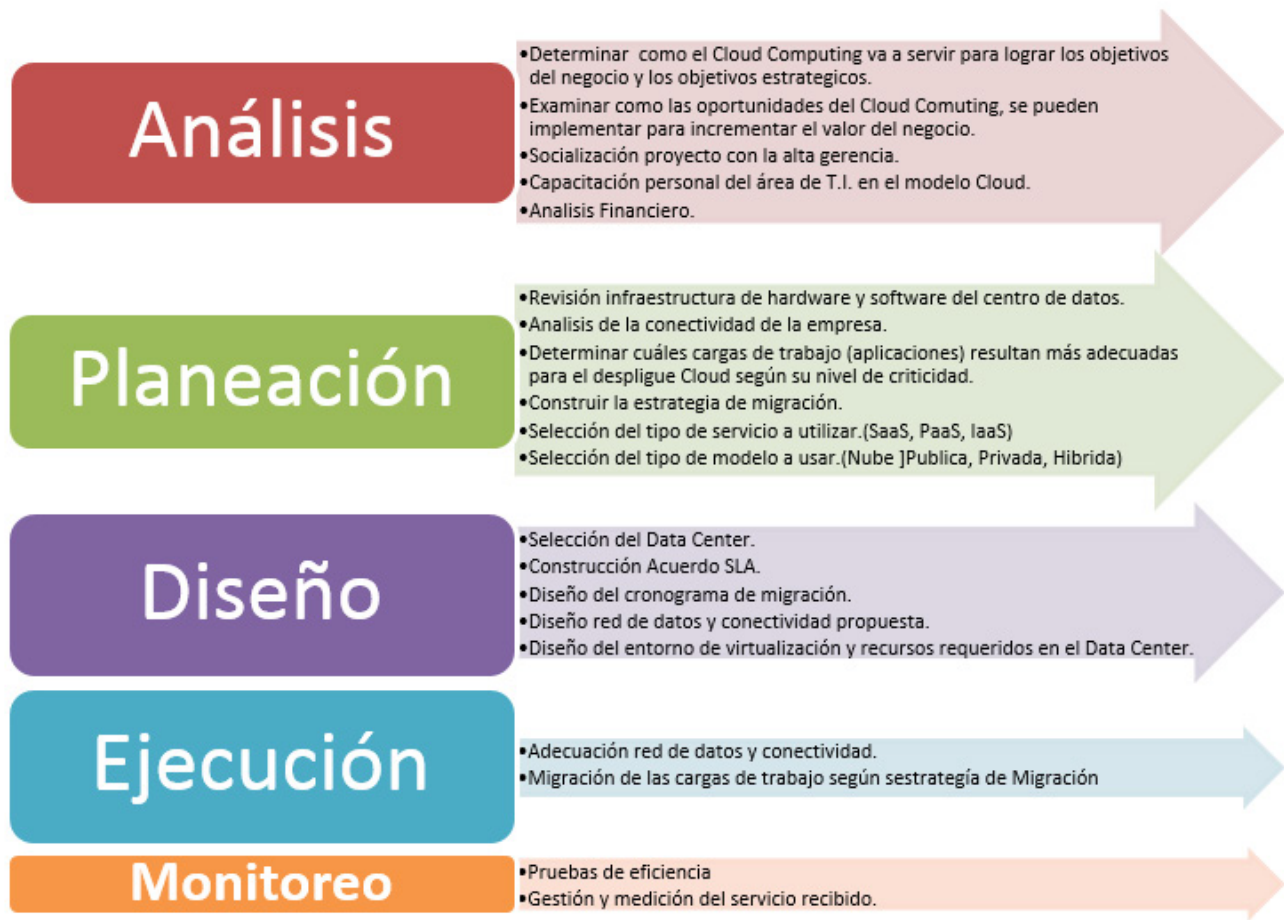 Análisis
•Determinar como el Cloud Computing va a servir para lograr los objetivos
del negocio y los objetivos estrategicos.
•Examinar como las oportunidades del Cloud Comuting, se pueden
implementar para incrementar el valor del negocio.
•Socialización proyecto con la alta gerencia.
•Capacitación personal del área de T.I. en el modelo Cloud.
•Analisis Financiero.
Planeación
•Revisión infraestructura de hardware y software del centro de datos.
•Analisis de la conectividad de la empresa.
•Determinar cuáles cargas de trabajo (aplicaciones) resultan más adecuadas
para el despligue Cloud según su nivel de criticidad.
•Construir la estrategia de migración.
•Selección del tipo de servicio a utilizar.(SaaS, PaaS, IaaS)
•Selección del tipo de modelo a usar.(Nube ]Publica, Privada, Hibrida)
Diseño
•Selección del Data Center.
•Construcción Acuerdo SLA.
•Diseño del cronograma de migración.
•Diseño red de datos y conectividad propuesta.
•Diseño del entorno de virtualización y recursos requeridos en el Data Center.
Ejecución
•Adecuación red de datos y conectividad.
•Migración de las cargas de trabajo según sestrategía de Migración
Monitoreo
•Pruebas de eficiencia
•Gestión y medición del servicio recibido.